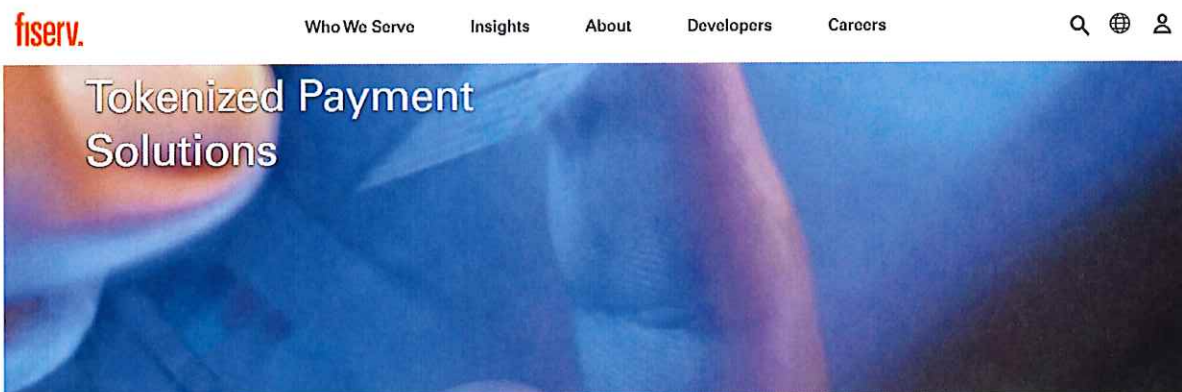 fiserv.
Who We Serve Insights About Developers Careers
Tokenized Payment
Solutions